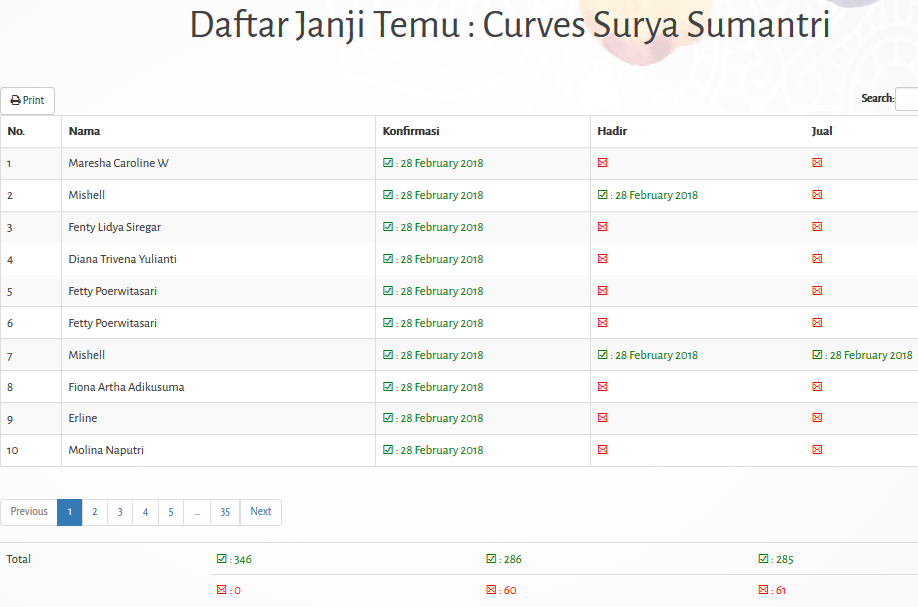 Daftar Janji Temu : Curves Surya Sumantri
Print
Search:
No. Nama Konfirmasi Hadir Jual
1 Maresha Caroline W ☑ : 28 February 2018 ☒ ☒
2 Mishell ☑ : 28 February 2018 ☑ : 28 February 2018 ☒
3 Fenty Lidya Siregar ☑ : 28 February 2018 ☒ ☒
4 Diana Trivena Yulianti ☑ : 28 February 2018 ☒ ☒
5 Fetty Poerwitasari ☑ : 28 February 2018 ☒ ☒
6 Fetty Poerwitasari ☑ : 28 February 2018 ☒ ☒
7 Mishell ☑ : 28 February 2018 ☑ : 28 February 2018 ☑ : 28 February 2018
8 Fiona Artha Adikusuma ☑ : 28 February 2018 ☒ ☒
9 Erline ☑ : 28 February 2018 ☒ ☒
10 Molina Naputri ☑ : 28 February 2018 ☒ ☒
Previous 1 2 3 4 5 ... 35 Next
Total ☑ : 346 ☑ : 286 ☑ : 285
☒ : 0 ☒ : 60 ☒ : 61